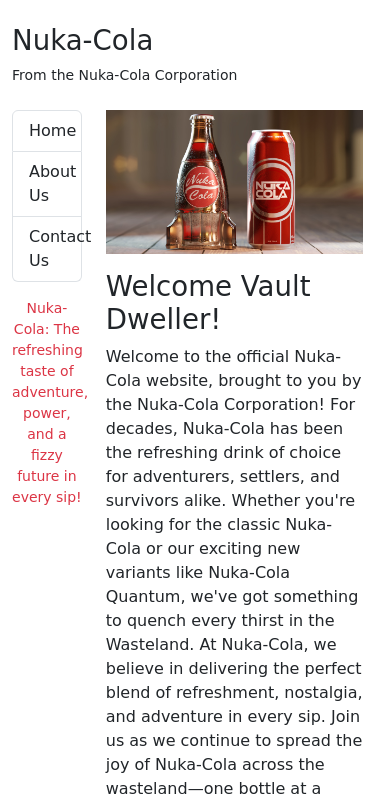 Nuka-Cola
From the Nuka-Cola Corporation
Home
About
Us
Contact
Us
Nuka-
Cola: The
refreshing
taste of
adventure,
power,
and a
fizzy
future in
every sip!
Nuka
Cola
NUKA
COLA
Welcome Vault
Dweller!
Welcome to the official Nuka-
Cola website, brought to you by
the Nuka-Cola Corporation! For
decades, Nuka-Cola has been
the refreshing drink of choice
for adventurers, settlers, and
survivors alike. Whether you're
looking for the classic Nuka-
Cola or our exciting new
variants like Nuka-Cola
Quantum, we've got something
to quench every thirst in the
Wasteland. At Nuka-Cola, we
believe in delivering the perfect
blend of refreshment, nostalgia,
and adventure in every sip. Join
us as we continue to spread the
joy of Nuka-Cola across the
wasteland—one bottle at a